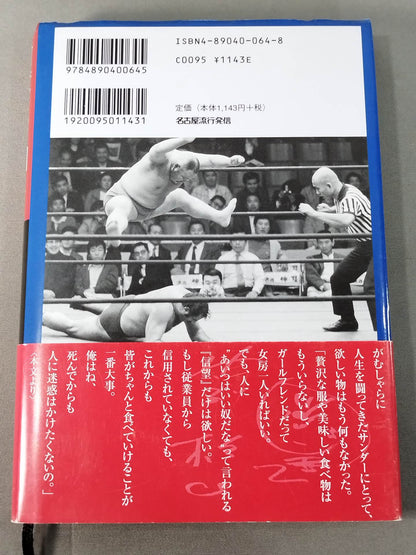 ISBN4-89040-064-8
C0095 ¥1143E
9784890400645
1920095011431
定価（本体1,143円＋税）
名古屋流行発信
がむしゃらに
人生を闘ってきたサンダーにとって、
欲しい物はもう何もなかった。
「贅沢な服や美味しい食べ物は
もういらないし
ガールフレンドだって
女房一人いればいい。
でも、人に
“あいつはいい奴だな”って言われる
『信望』だけは欲しい。
もし従業員から
信用されていなくても、
これからも
皆がちゃんと食べていけることが
一番大事。
俺はね、
死んでからも
人に迷惑はかけたくないの。」
（本文より）